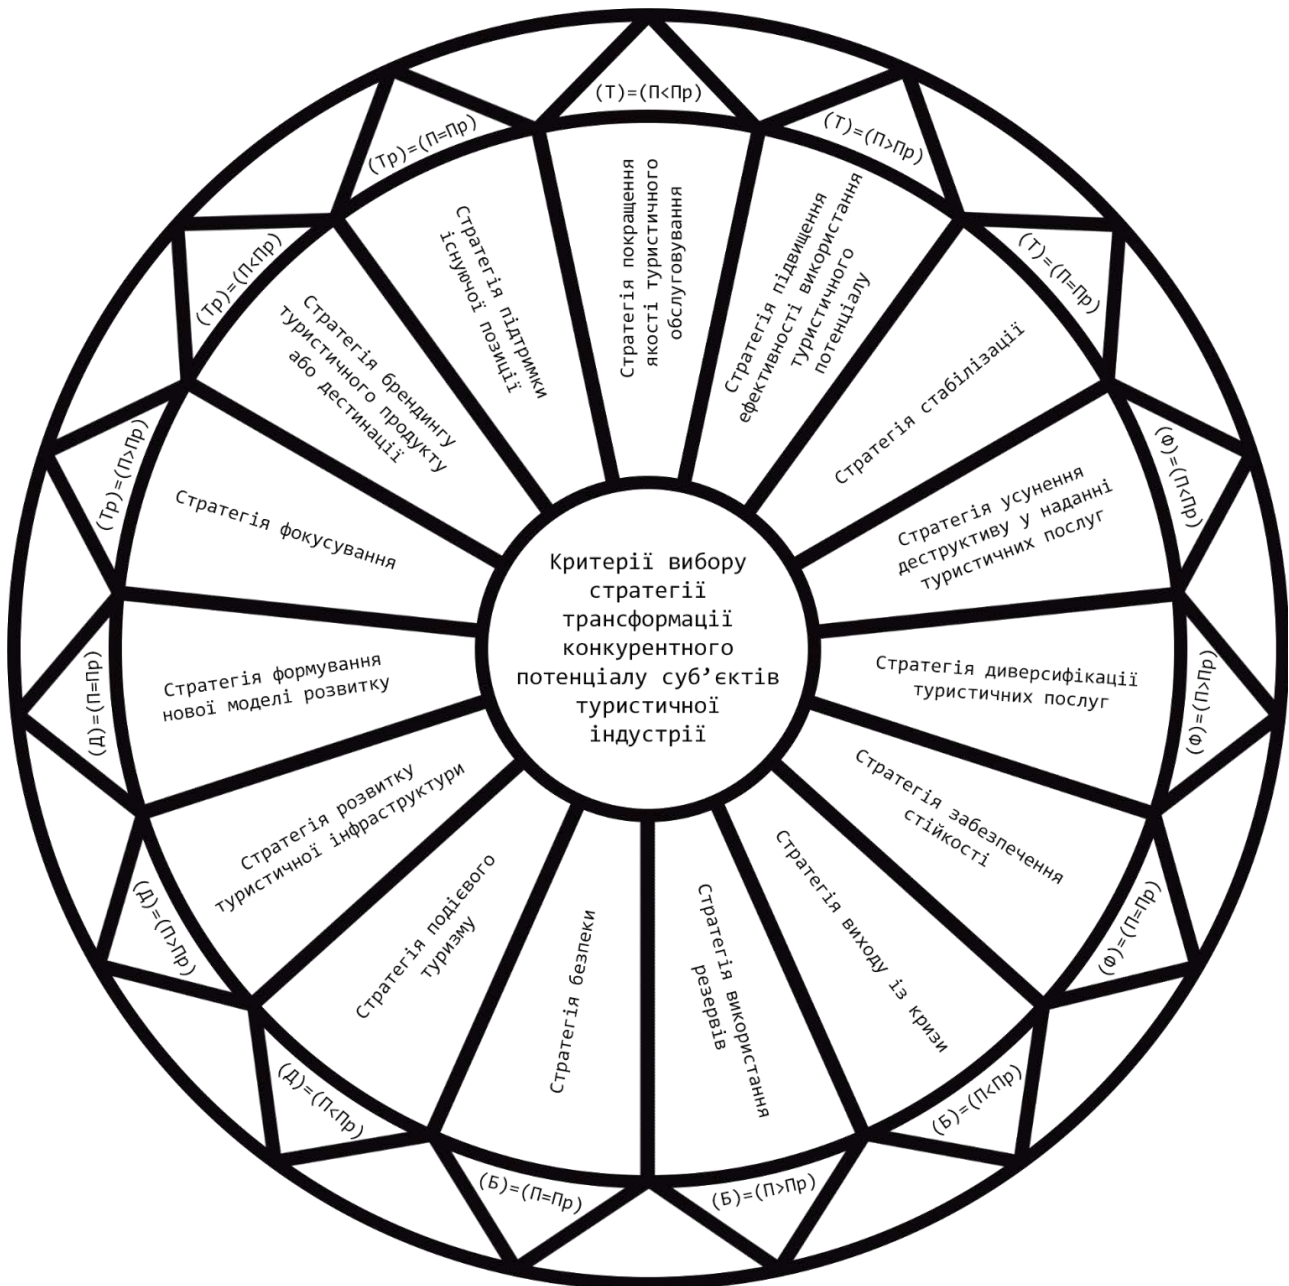 Критерії вибору
стратегії
трансформації
конкурентного
потенціалу суб’єктів
туристичної
індустрії
(Т)=(П<Пр)
Стратегія покращення
якості туристичного
обслуговування
(Т)=(П>Пр)
Стратегія підвищення
ефективності використання
туристичного
потенціалу
(Т)=(П=Пр)
Стратегія стабілізації
(Ф)=(П<Пр)
Стратегія усунення
деструктиву у наданні
туристичних послуг
(Ф)=(П>Пр)
Стратегія диверсифікації
туристичних послуг
(Ф)=(П=Пр)
Стратегія забезпечення
стійкості
(Б)=(П<Пр)
Стратегія виходу із кризи
(Б)=(П>Пр)
Стратегія використання
резервів
(Б)=(П=Пр)
Стратегія безпеки
(Д)=(П<Пр)
Стратегія подієвого
туризму
(Д)=(П>Пр)
Стратегія розвитку
туристичної інфраструктури
(Д)=(П=Пр)
Стратегія формування
нової моделі розвитку
(Тр)=(П>Пр)
Стратегія фокусування
(Тр)=(П<Пр)
Стратегія брендингу
туристичного продукту
або дестинації
(Тр)=(П=Пр)
Стратегія підтримки
існуючої позиції